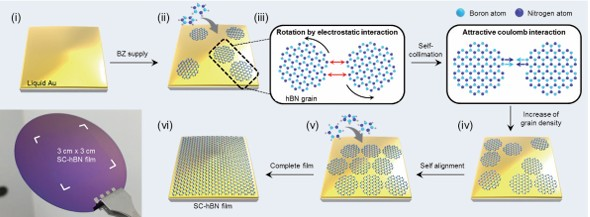 (i)
Liquid Au
BZ supply
(ii)
(iii)
Rotation by electrostatic interaction
hBN grain
Self-
collimation
Boron atom
Nitrogen atom
Attractive coulomb interaction
Increase of
grain density
(iv)
Self alignment
(v)
Complete film
(vi)
SC-hBN film
3 cm x 3 cm
SC-hBN film